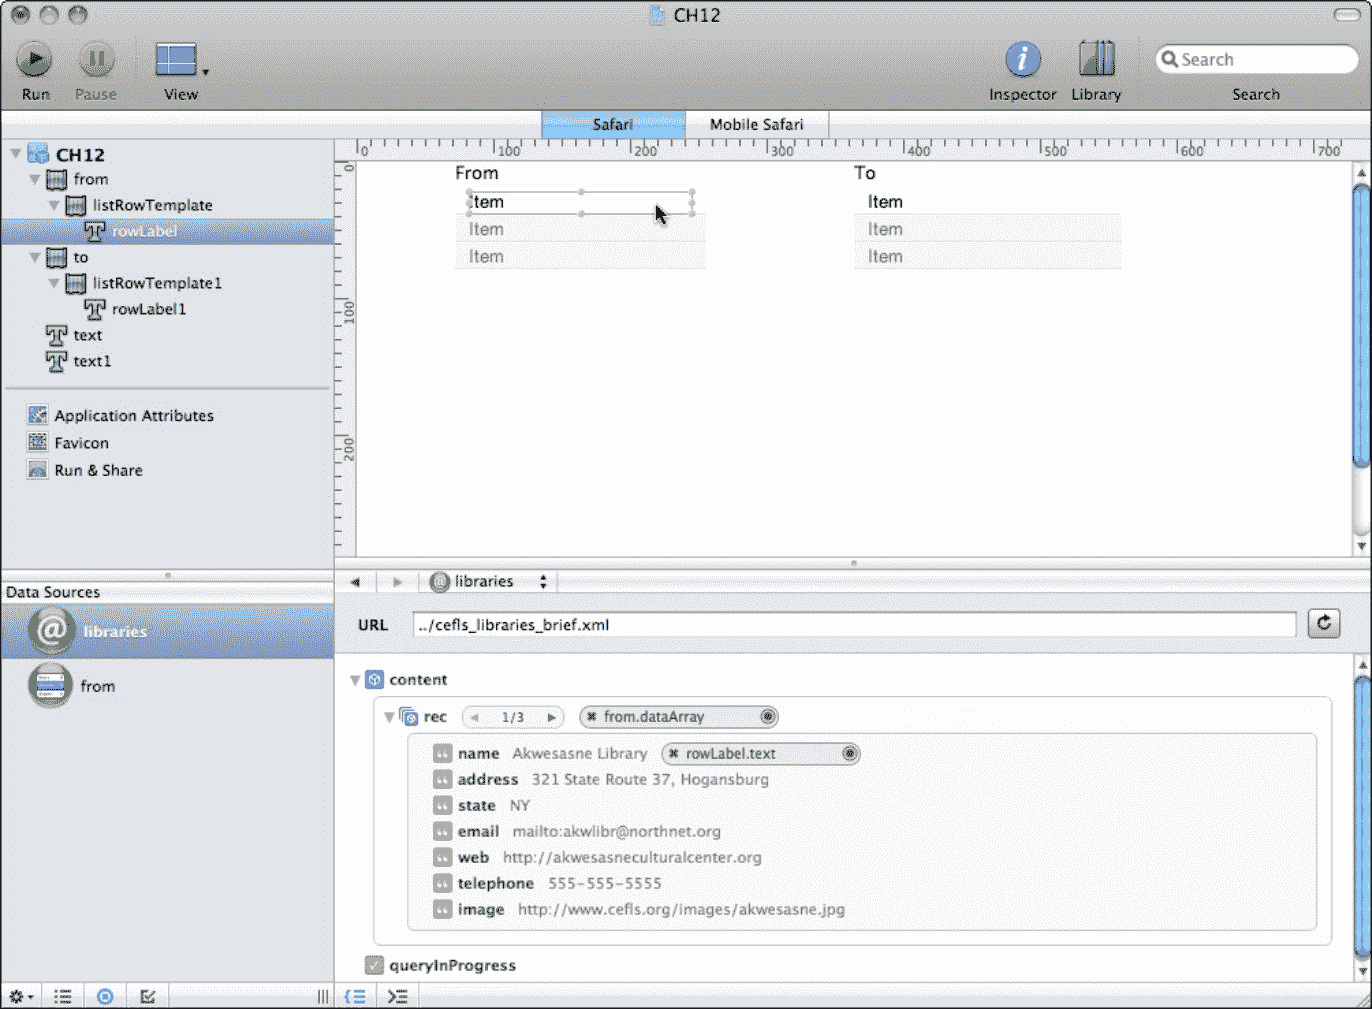 CH12
Run
Pause
View
Inspector
Library
Search
Search
Safari
Mobile Safari
CH12
from
listRowTemplate
rowLabel
to
listRowTemplate1
rowLabel1
text
text1
Application Attributes
Favicon
Run & Share
0 100 200 300 400 500 600 700
0
100
200
From
Item
Item
Item
To
Item
Item
Item
Data Sources
libraries
from
libraries
URL
../cefls_libraries_brief.xml
content
rec 1/3 from.dataArray
name Akwesasne Library rowLabel.text
address 321 State Route 37, Hogansburg
state NY
email mailto:akwlibr@northnet.org
web http://akwesasneculturalcenter.org
telephone 555-555-5555
image http://www.cefls.org/images/akwesasne.jpg
queryInProgress